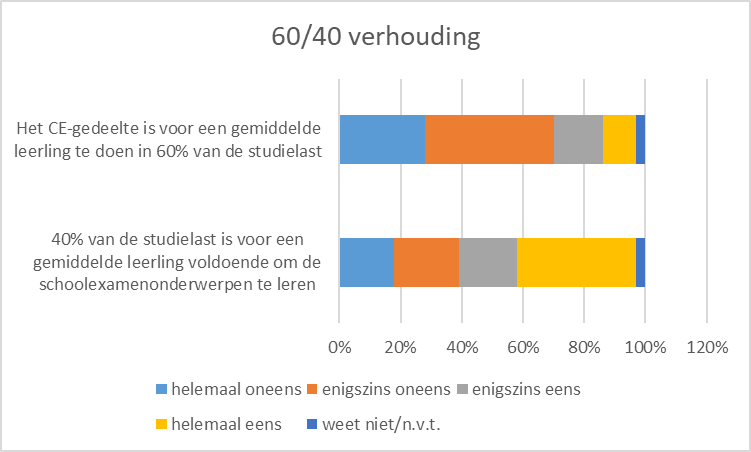 60/40 verhouding
Het CE-gedeelte is voor een gemiddelde
leerling te doen in 60% van de studielast
40% van de studielast is voor een
gemiddelde leerling voldoende om de
schoolexamenonderwerpen te leren
0% 20% 40% 60% 80% 100% 120%
helemaal oneens enigszins oneens enigszins eens
helemaal eens weet niet/n.v.t.